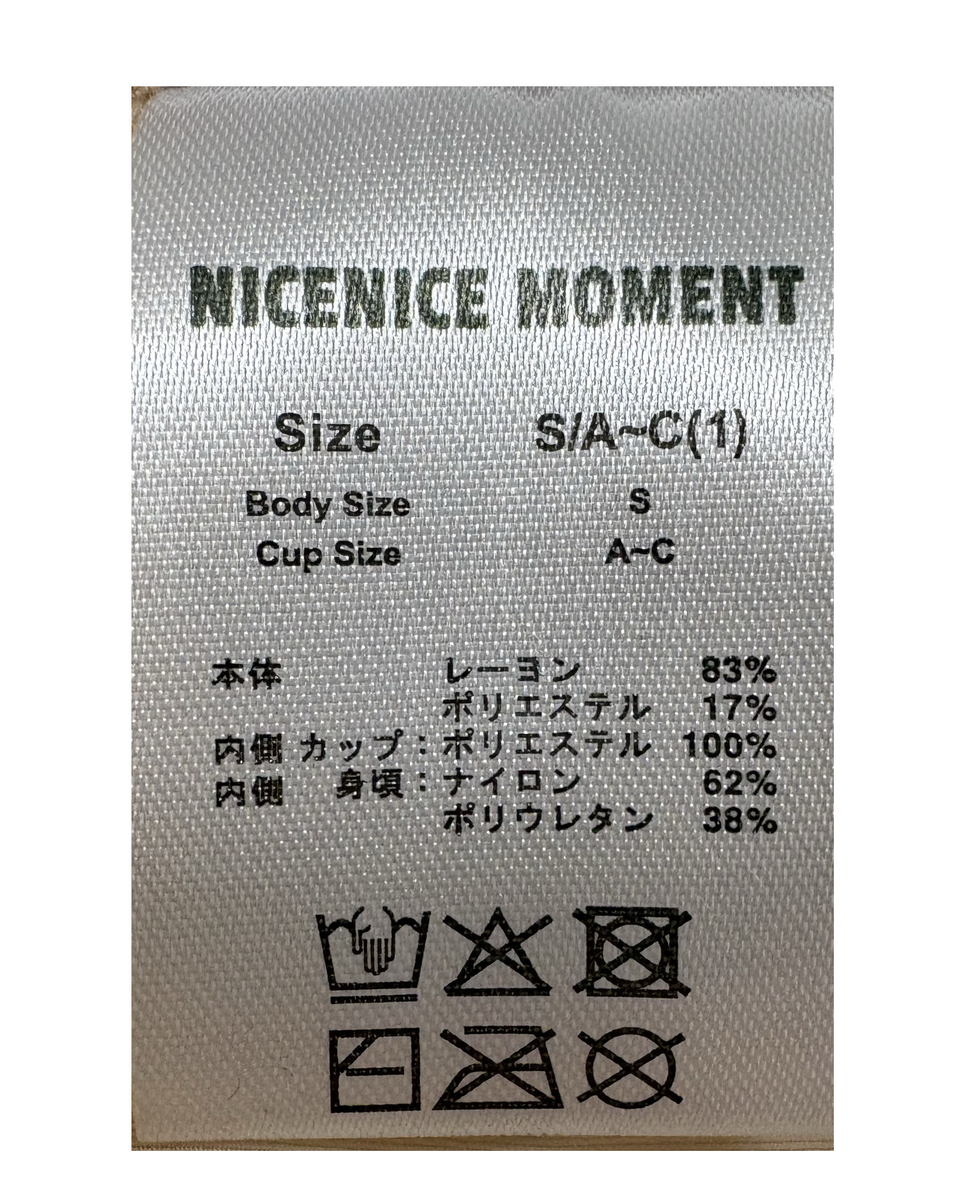 NICENICE MOMENT
Size S/A~C(1)
Body Size S
Cup Size A~C
本体 レーヨン 83%
ポリエステル 17%
内側 カップ：ポリエステル 100%
内側 身頃：ナイロン 62%
ポリウレタン 38%